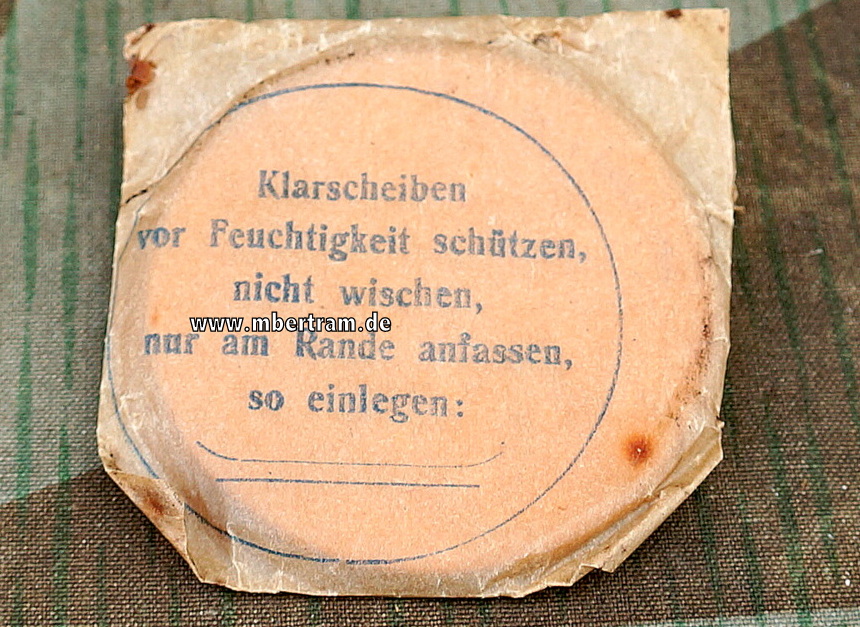 Klarscheiben
vor Feuchtigkeit schützen,
nicht wischen,
www.mbertram.de
nur am Rande anfassen,
so einlegen: